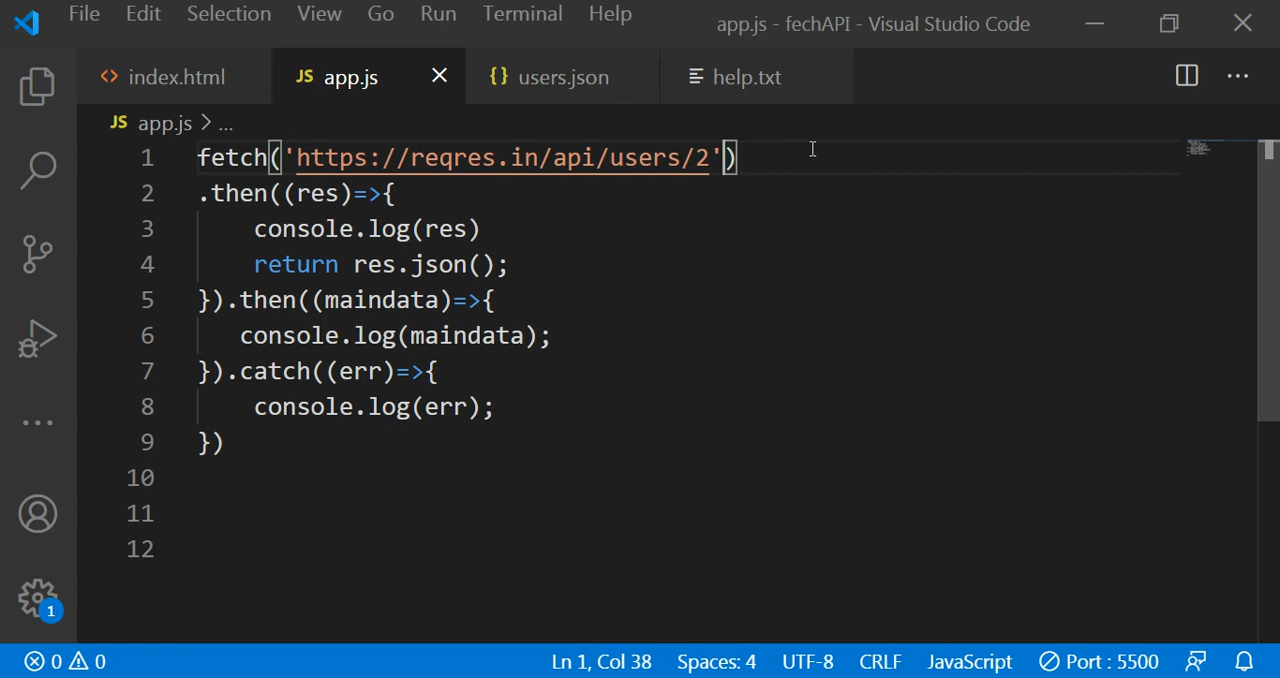 File Edit Selection View Go Run Terminal Help app.js - fechAPI - Visual Studio Code
index.html JS app.js {} users.json help.txt
JS app.js > ...
1 fetch('https://reqres.in/api/users/2')
2 .then((res)=>{
3 console.log(res)
4 return res.json();
5 }).then((maindata)=>{
6 console.log(maindata);
7 }).catch((err)=>{
8 console.log(err);
9 })
10
11
12
1
0 0 Ln 1, Col 38 Spaces: 4 UTF-8 CRLF JavaScript Port : 5500